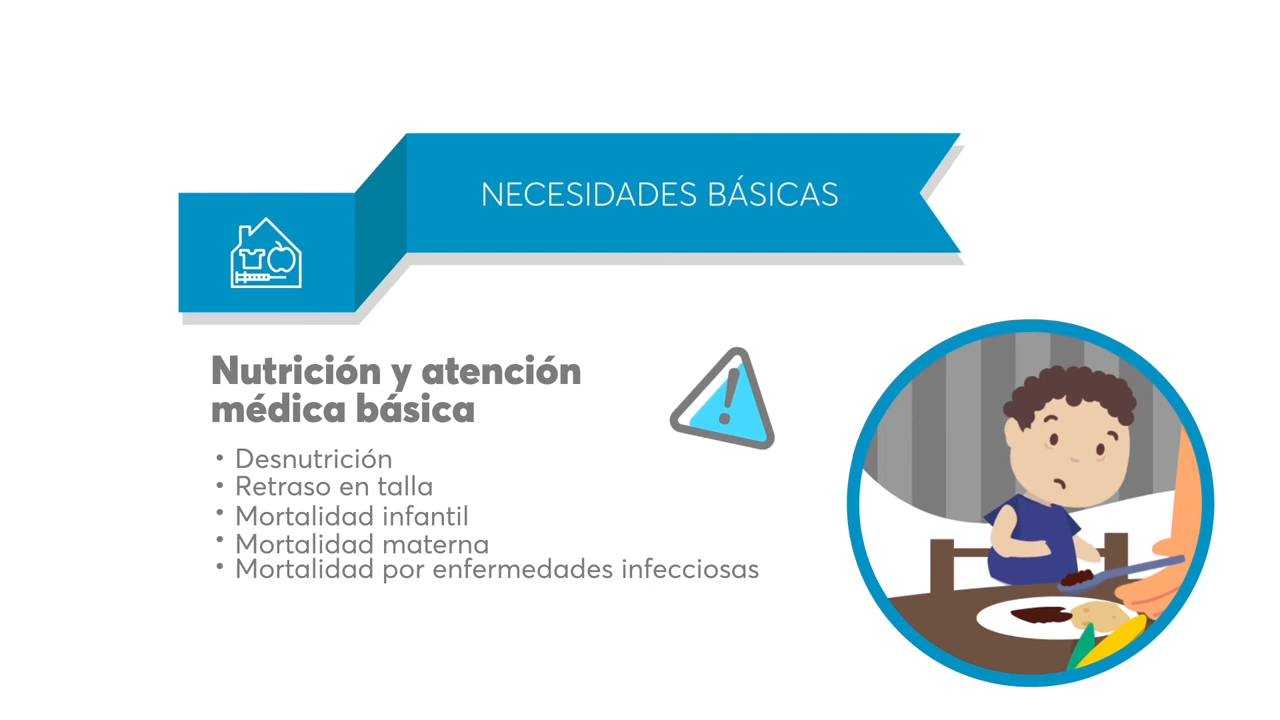 NECESIDADES BÁSICAS
Nutrición y atención
médica básica
• Desnutrición
• Retraso en talla
• Mortalidad infantil
• Mortalidad materna
• Mortalidad por enfermedades infecciosas